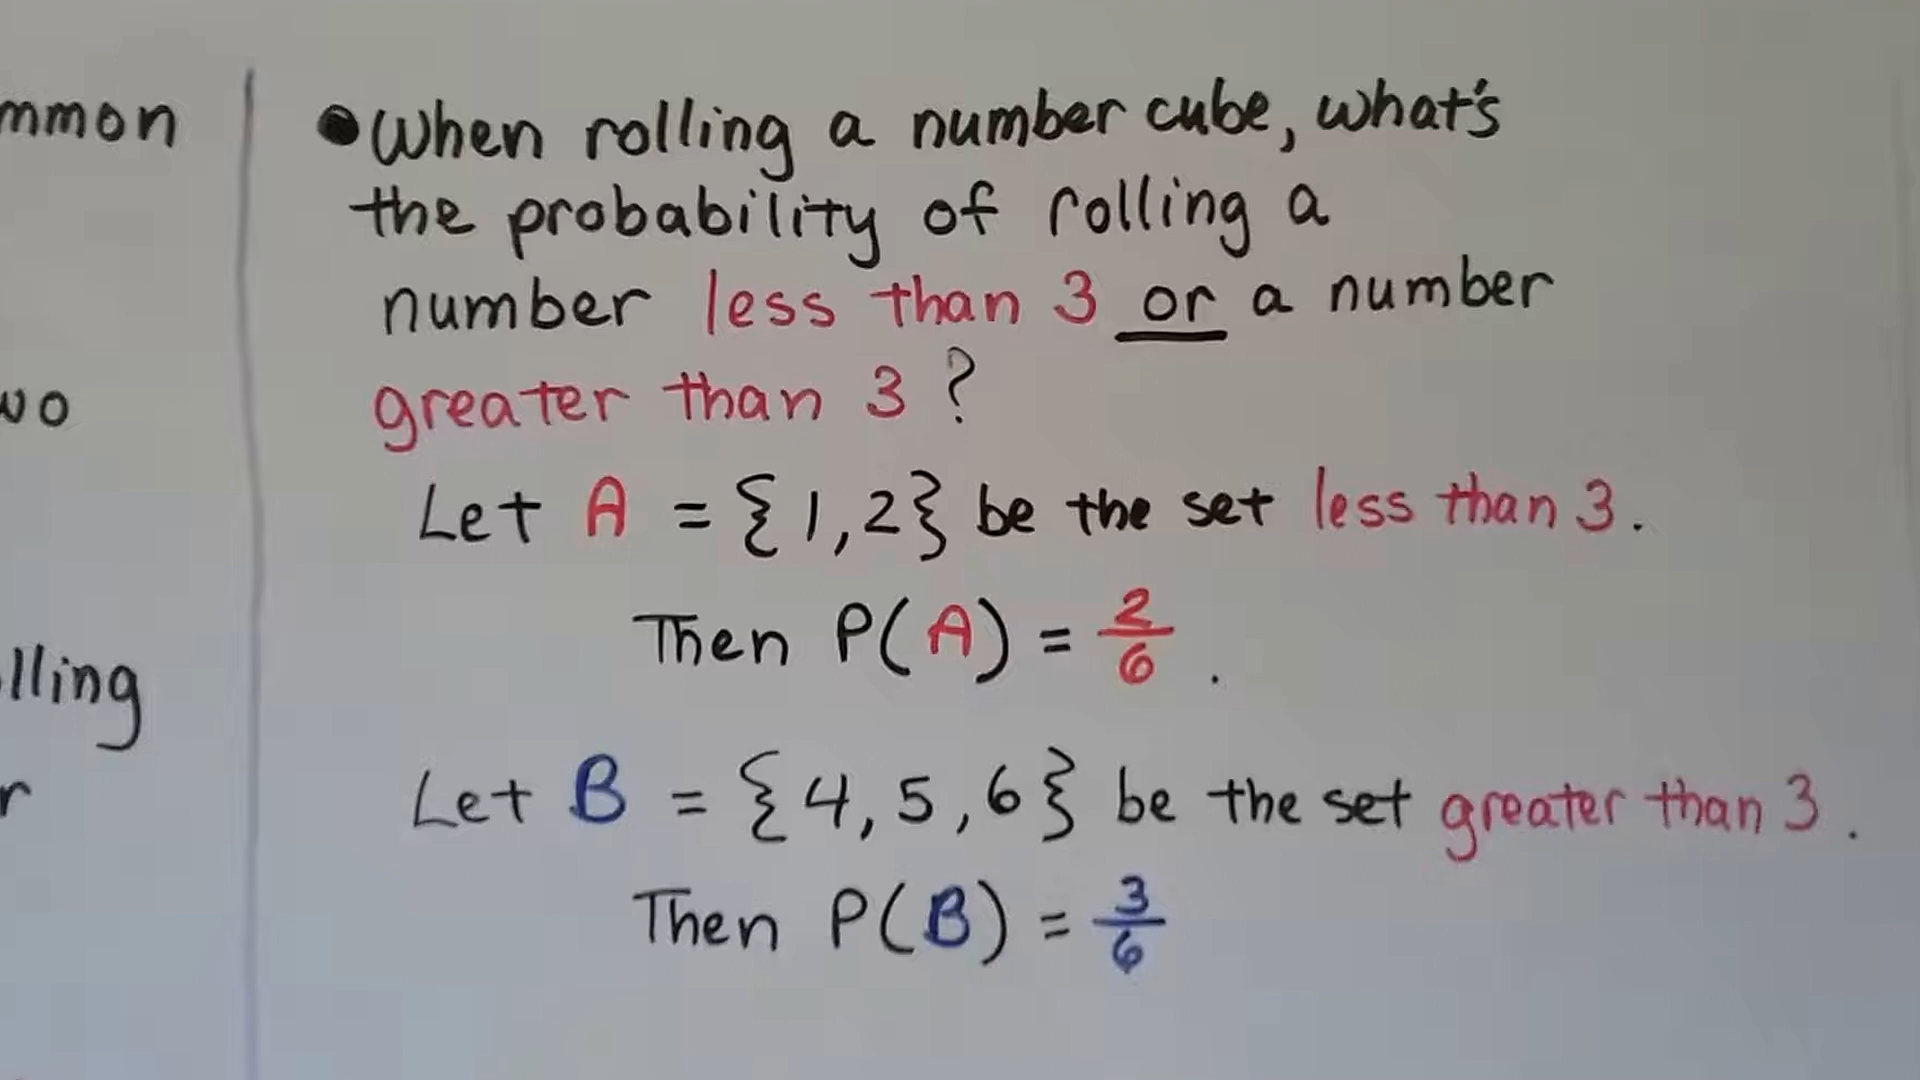 mmon
wo
lling
r
•When rolling a number cube, what's
the probability of rolling a
number less than 3 or a number
greater than 3?
Let A = {1,2} be the set less than 3.
Then P(A) = 2/6.
Let B = {4,5,6} be the set greater than 3.
Then P(B) = 3/6